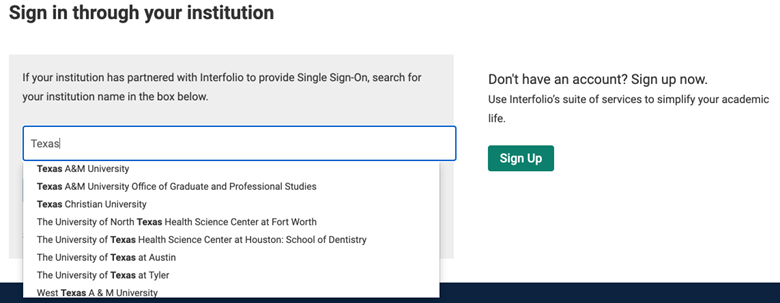 Sign in through your institution
If your institution has partnered with Interfolio to provide Single Sign-On, search for
your institution name in the box below.
Texas
Texas A&M University
Texas A&M University Office of Graduate and Professional Studies
Texas Christian University
The University of North Texas Health Science Center at Fort Worth
The University of Texas Health Science Center at Houston: School of Dentistry
The University of Texas at Austin
The University of Texas at Tyler
West Texas A & M University
Don't have an account? Sign up now.
Use Interfolio's suite of services to simplify your academic
life.
Sign Up